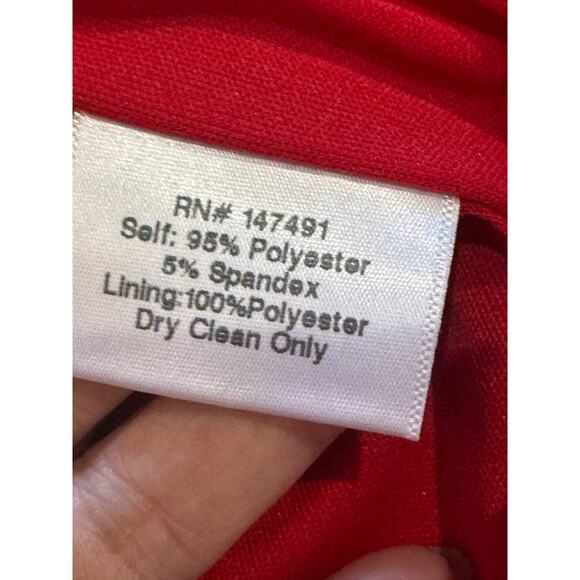 RN# 147491
Self: 95% Polyester
5% Spandex
Lining:100%Polyester
Dry Clean Only